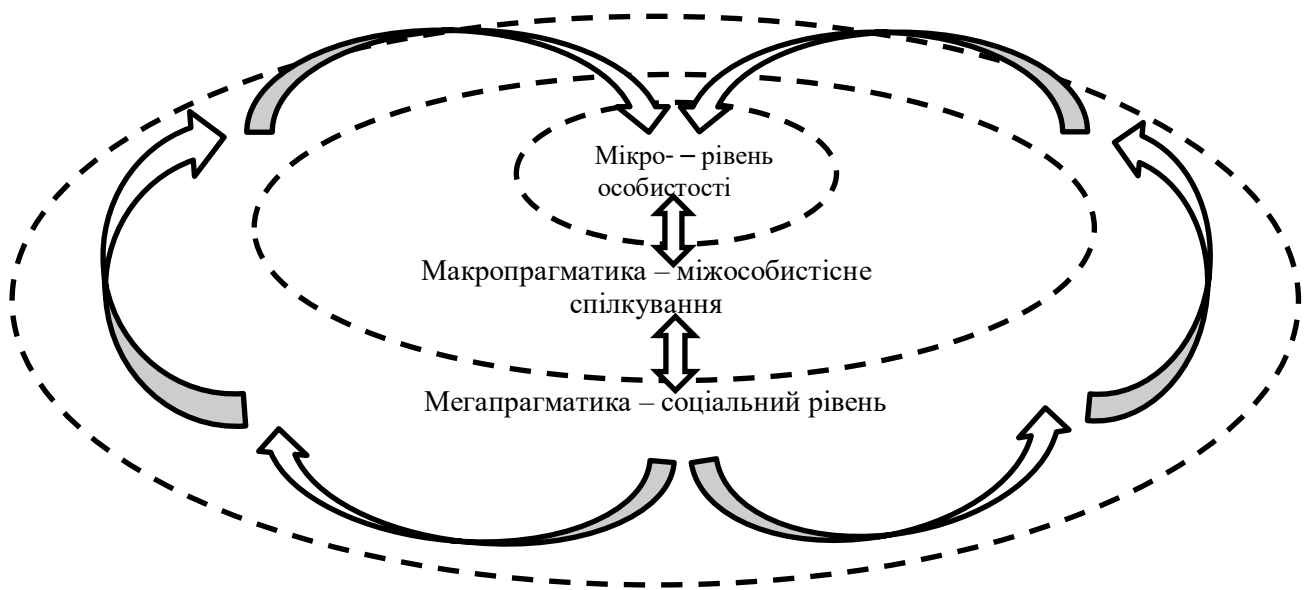 Мікро- – рівень
особистості
Макропрагматика – міжособистісне
спілкування
Мегапрагматика – соціальний рівень